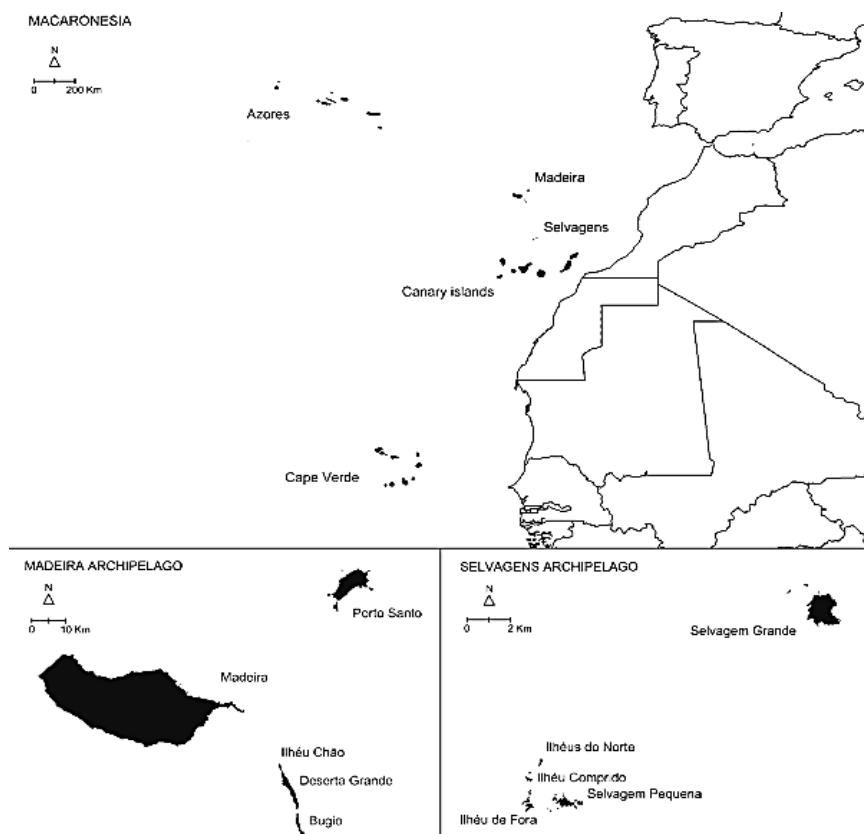 MACARONESIA
N
0 200 Km
Azores
Madeira
Selvagens
Canary islands
Cape Verde
MADEIRA ARCHIPELAGO
N
0 10 Km
Porto Santo
Madeira
Ilhéu Chão
Deserta Grande
Bugio
SELVAGENS ARCHIPELAGO
N
0 2 Km
Selvagem Grande
Ilhéus do Norte
Ilhéu Comprido
Selvagem Pequena
Ilhéu de Fora